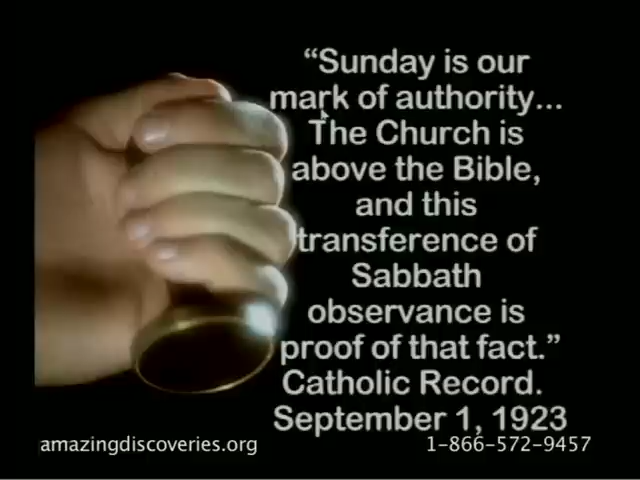 “Sunday is our
mark of authority...
The Church is
above the Bible,
and this
transference of
Sabbath
observance is
proof of that fact.”
Catholic Record.
September 1, 1923
amazingdiscoveries.org
1-866-572-9457